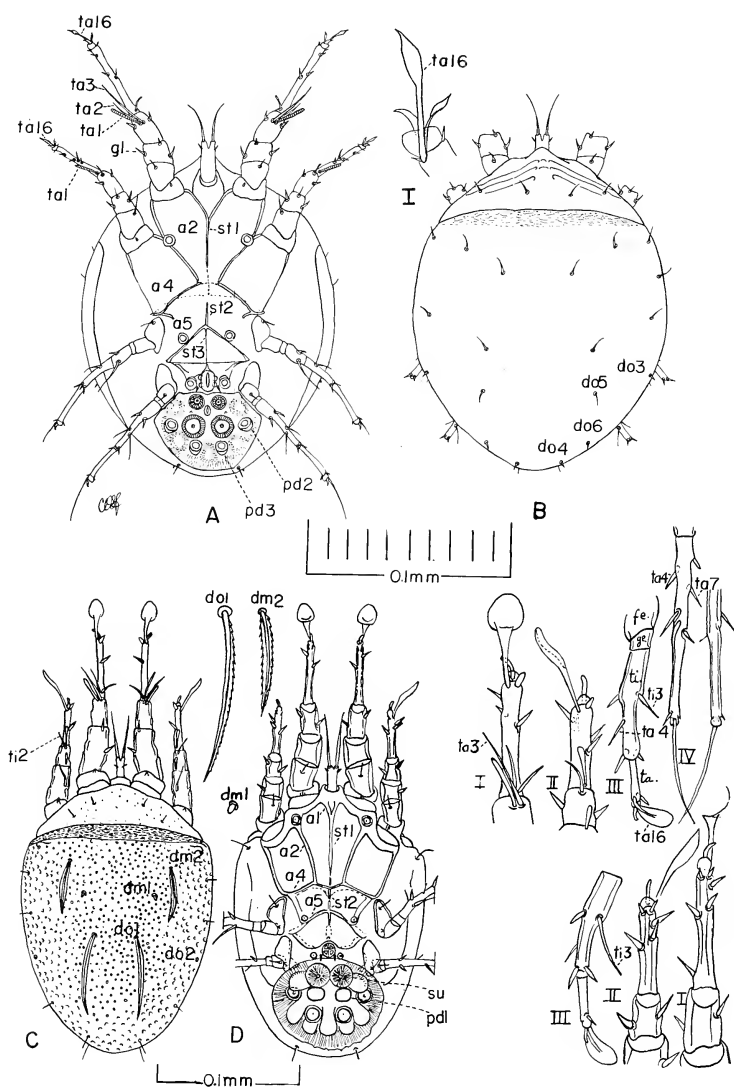 ta16
ta3
ta2
ta1
ta16
ta1
gl
a2
st1
a4
st2
a5
st3
pd2
pd3
A
ta16
I
do3
do5
do6
do4
B
0.1mm
do1
dm2
dm1
ti2
dm2
dm1
do1
do2
C
a1
st1
a2
a4
a5
st2
su
pd1
D
0.1mm
ta3
I
II
fe.
ge
ti
ti3
ta4
ta.
III
ta16
ta4
ta7
IV
ti3
III
II
I